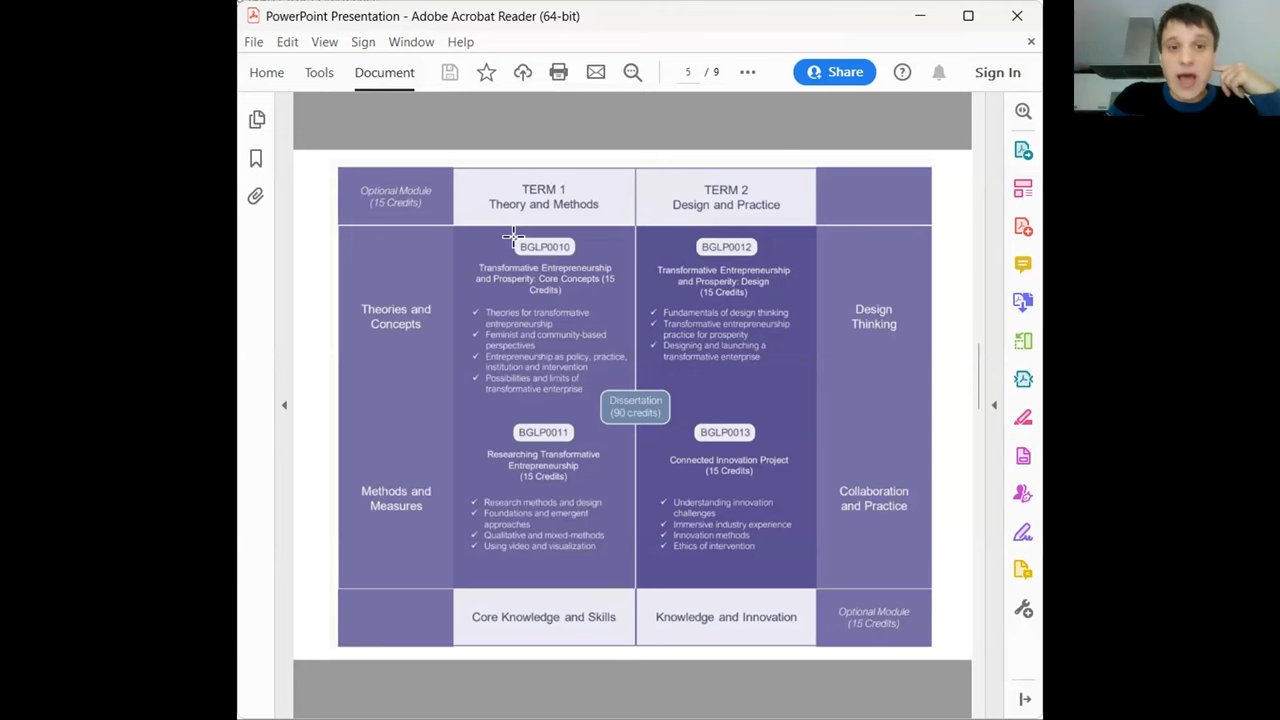 PowerPoint Presentation - Adobe Acrobat Reader (64-bit)
File Edit View Sign Window Help
Home Tools Document 5 / 9 Share Sign In
Optional Module
(15 Credits)
TERM 1
Theory and Methods
TERM 2
Design and Practice
Theories and
Concepts
BGLP0010
Transformative Entrepreneurship
and Prosperity: Core Concepts (15
Credits)
Theories for transformative
entrepreneurship
Feminist and community-based
perspectives
Entrepreneurship as policy, practice,
institution and intervention
Possibilities and limits of
transformative enterprise
BGLP0012
Transformative Entrepreneurship
and Prosperity: Design
(15 Credits)
Fundamentals of design thinking
Transformative entrepreneurship
practice for prosperity
Designing and launching a
transformative enterprise
Design
Thinking
Dissertation
(90 credits)
Methods and
Measures
BGLP0011
Researching Transformative
Entrepreneurship
(15 Credits)
Research methods and design
Foundations and emergent
approaches
Qualitative and mixed-methods
Using video and visualization
BGLP0013
Connected Innovation Project
(15 Credits)
Understanding innovation
challenges
Immersive industry experience
Innovation methods
Ethics of intervention
Collaboration
and Practice
Core Knowledge and Skills
Knowledge and Innovation
Optional Module
(15 Credits)